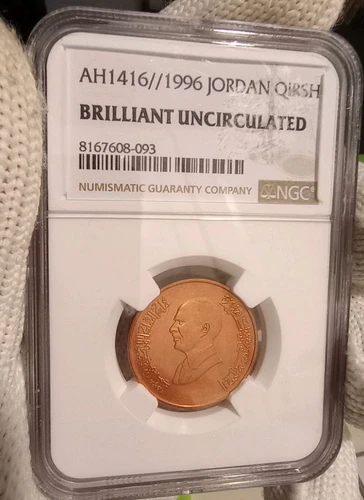 AH1416//1996 JORDAN QIRSH
BRILLIANT UNCIRCULATED
8167608-093
NUMISMATIC GUARANTY COMPANY
NGC